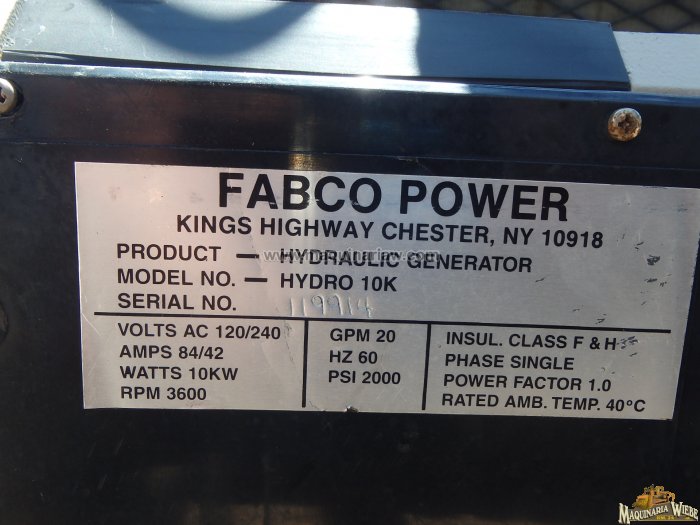 FABCO POWER
KINGS HIGHWAY CHESTER, NY 10918
PRODUCT — HYDRAULIC GENERATOR
MODEL NO. — HYDRO 10K
SERIAL NO. 119914
VOLTS AC 120/240
AMPS 84/42
WATTS 10KW
RPM 3600
GPM 20
HZ 60
PSI 2000
INSUL. CLASS F & H
PHASE SINGLE
POWER FACTOR 1.0
RATED AMB. TEMP. 40°C
MAQUINARIA WIEBE